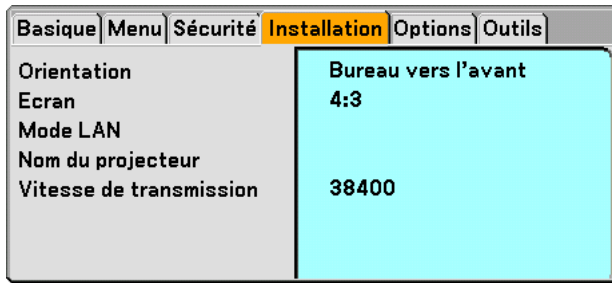 Basique Menu Sécurité Installation Options Outils
Orientation Bureau vers l'avant
Ecran 4:3
Mode LAN
Nom du projecteur
Vitesse de transmission 38400